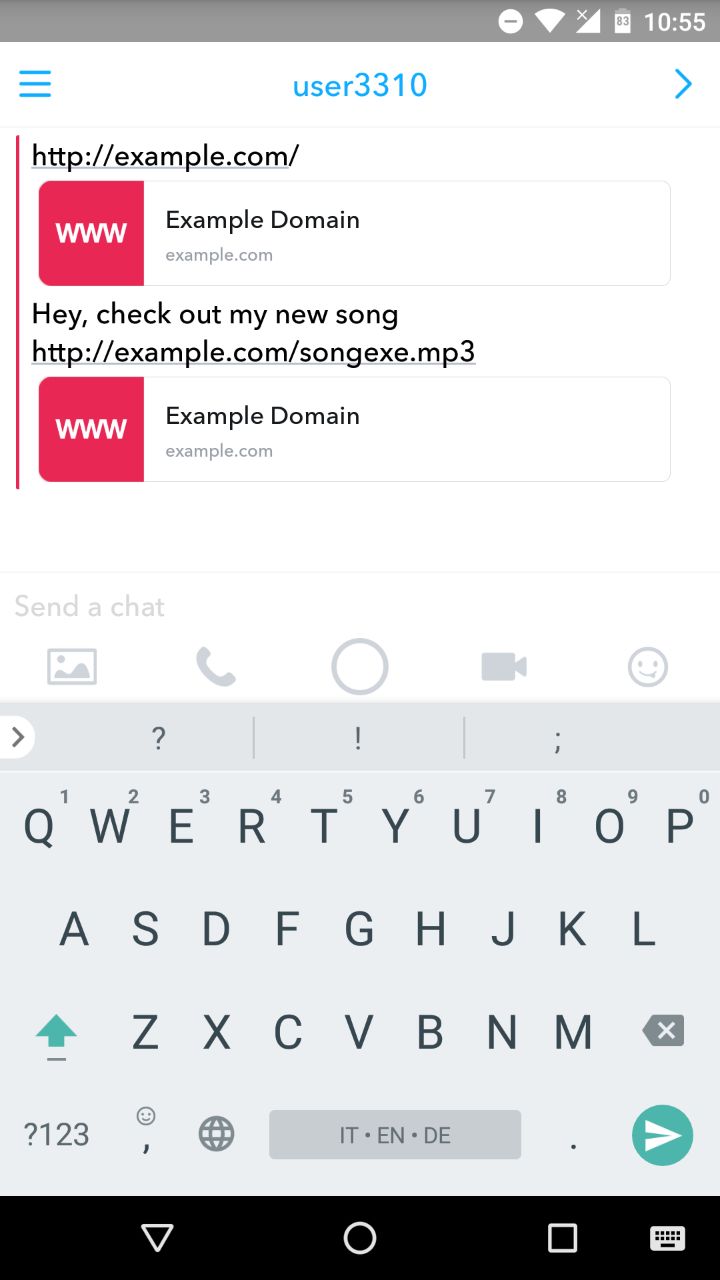 83 10:55
user3310
http://example.com/
www
Example Domain
example.com
Hey, check out my new song
http://example.com/songexe.mp3
www
Example Domain
example.com
Send a chat
? ! ;
1 2 3 4 5 6 7 8 9 0
Q W E R T Y U I O P
A S D F G H J K L
Z X C V B N M
?123 , IT • EN • DE .